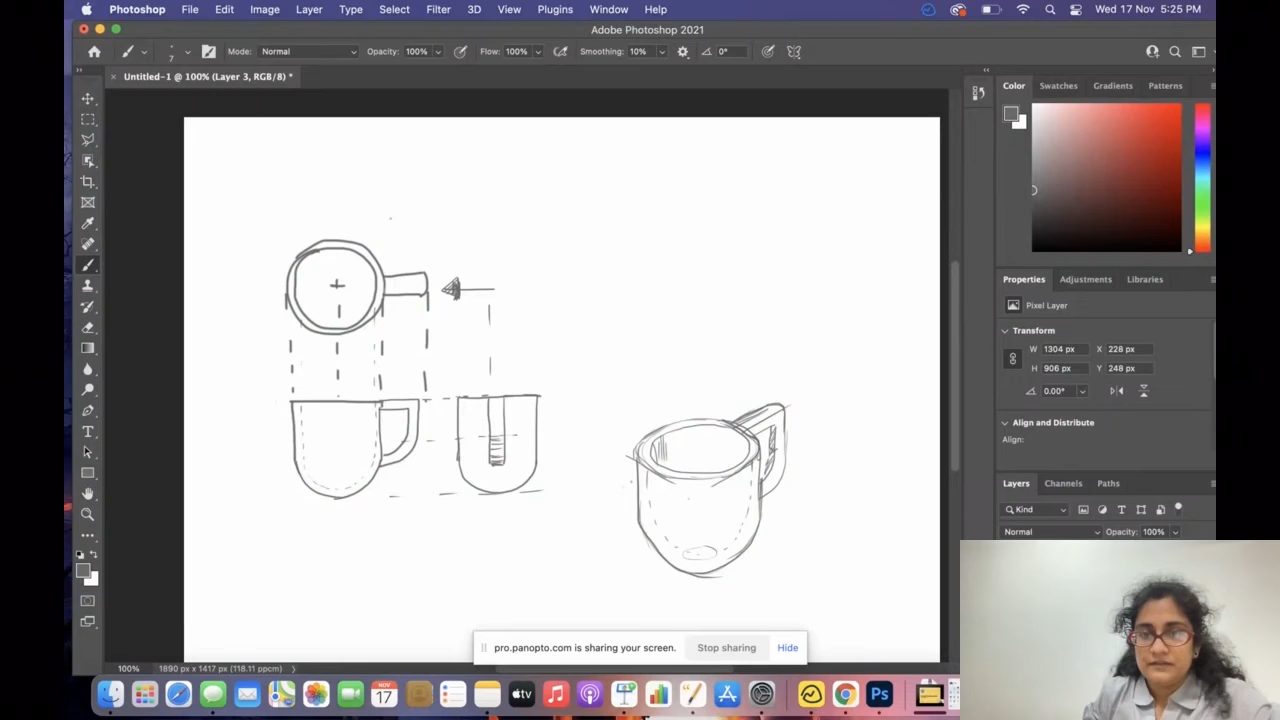 Photoshop File Edit Image Layer Type Select Filter 3D View Plugins Window Help Wed 17 Nov 5:25 PM
Adobe Photoshop 2021
7 Mode: Normal Opacity: 100% Flow: 100% Smoothing: 10% 0°
Untitled-1 @ 100% (Layer 3, RGB/8) *
Color Swatches Gradients Patterns
Properties Adjustments Libraries
Pixel Layer
Transform
W 1304 px X 228 px
H 906 px Y 248 px
0.00°
Align and Distribute
Align:
Layers Channels Paths
Kind
Normal Opacity: 100%
pro.panopto.com is sharing your screen. Stop sharing Hide
100% 1890 px x 1417 px (118.11 ppcm)
NOV
17
tv
Ps